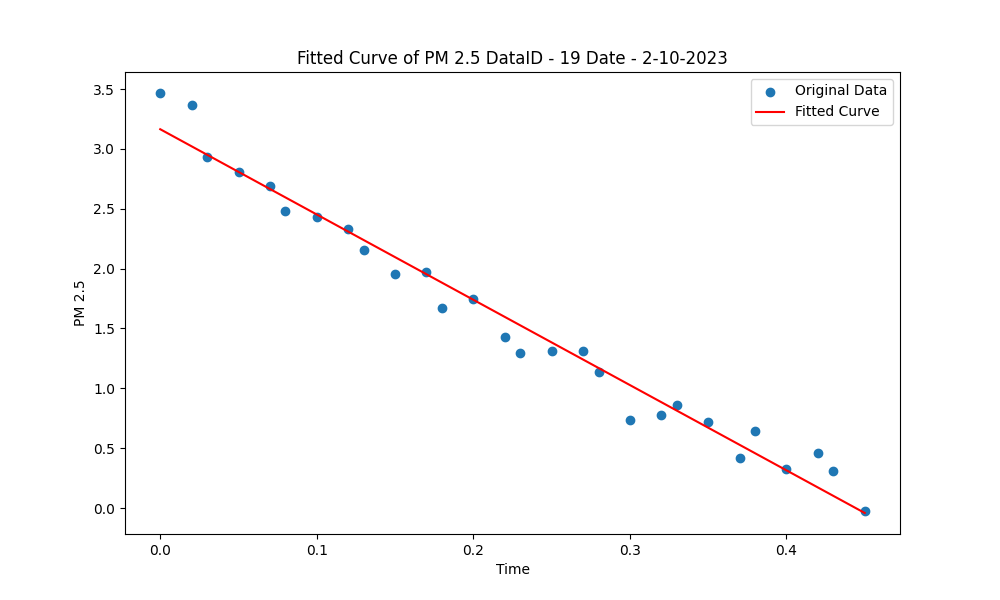 Fitted Curve of PM 2.5 DataID - 19 Date - 2-10-2023
Original Data
Fitted Curve
3.5
3.0
2.5
2.0
1.5
1.0
0.5
0.0
PM 2.5
0.0
0.1
0.2
0.3
0.4
Time